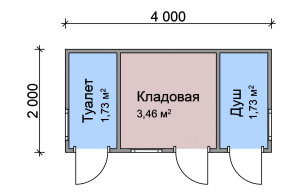 4 000
2 000
Туалет
1,73 м²
Кладовая
3,46 м²
Душ
1,73 м²